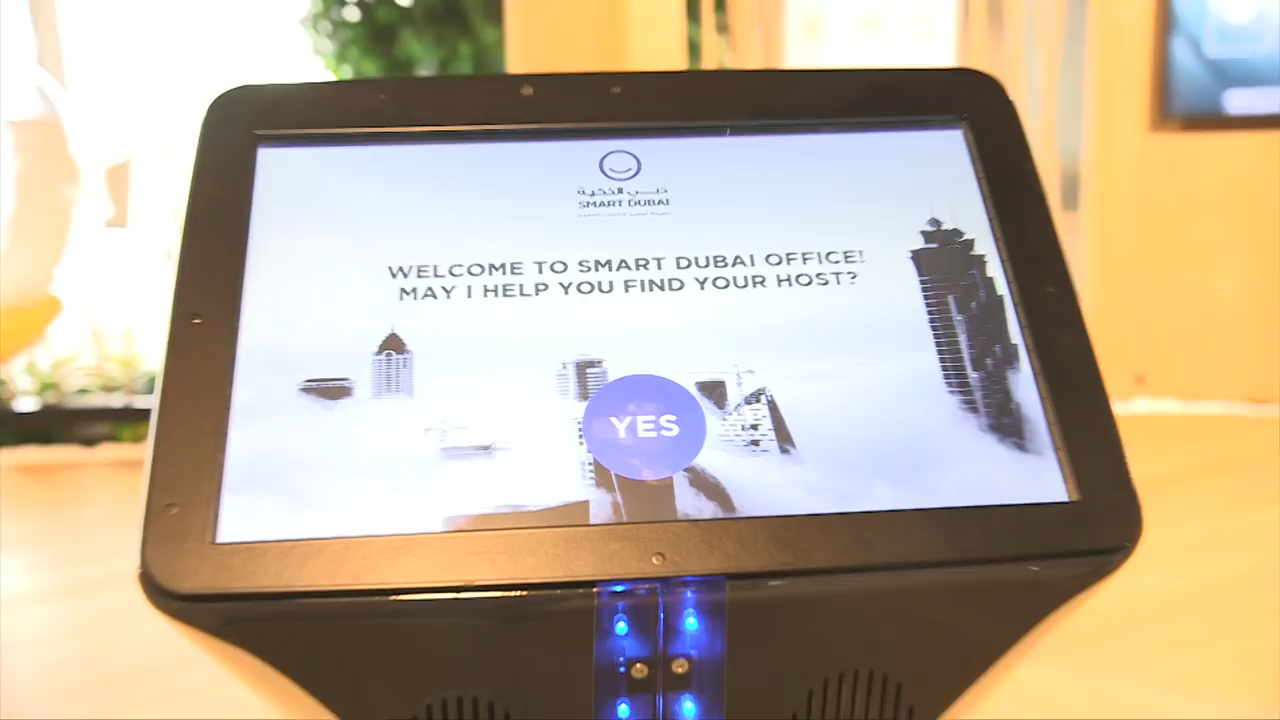 دبي الذكية
SMART DUBAI
WELCOME TO SMART DUBAI OFFICE!
MAY I HELP YOU FIND YOUR HOST?
YES